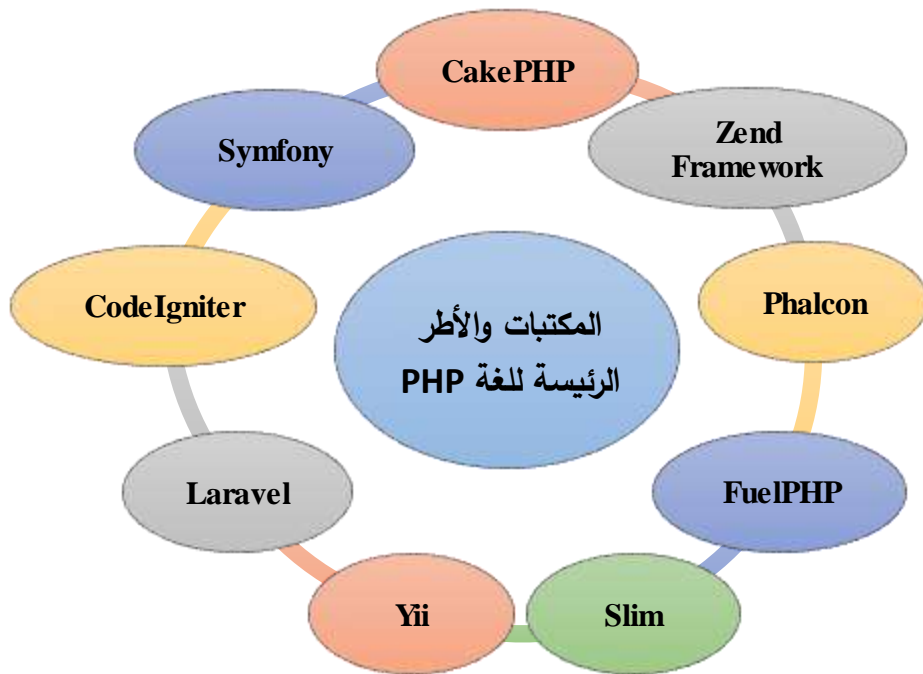 CakePHP
Zend
Framework
Phalcon
FuelPHP
Slim
Yii
Laravel
CodeIgniter
Symfony
المكتبات والأطر
الرئيسة للغة PHP